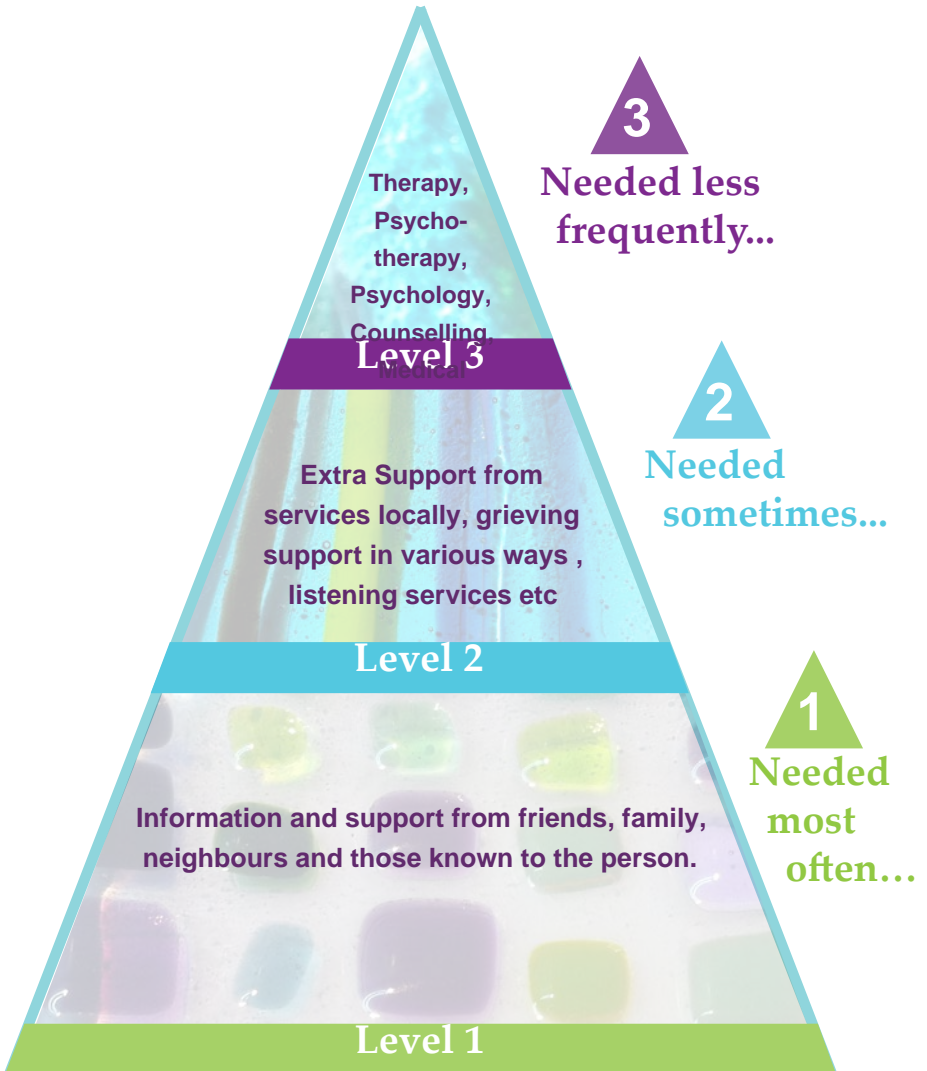 3
Needed less
frequently...
Therapy,
Psycho-
therapy,
Psychology,
Counselling,
Medical
Level 3
2
Needed
sometimes...
Extra Support from
services locally, grieving
support in various ways ,
listening services etc
Level 2
1
Needed
most
often...
Information and support from friends, family,
neighbours and those known to the person.
Level 1